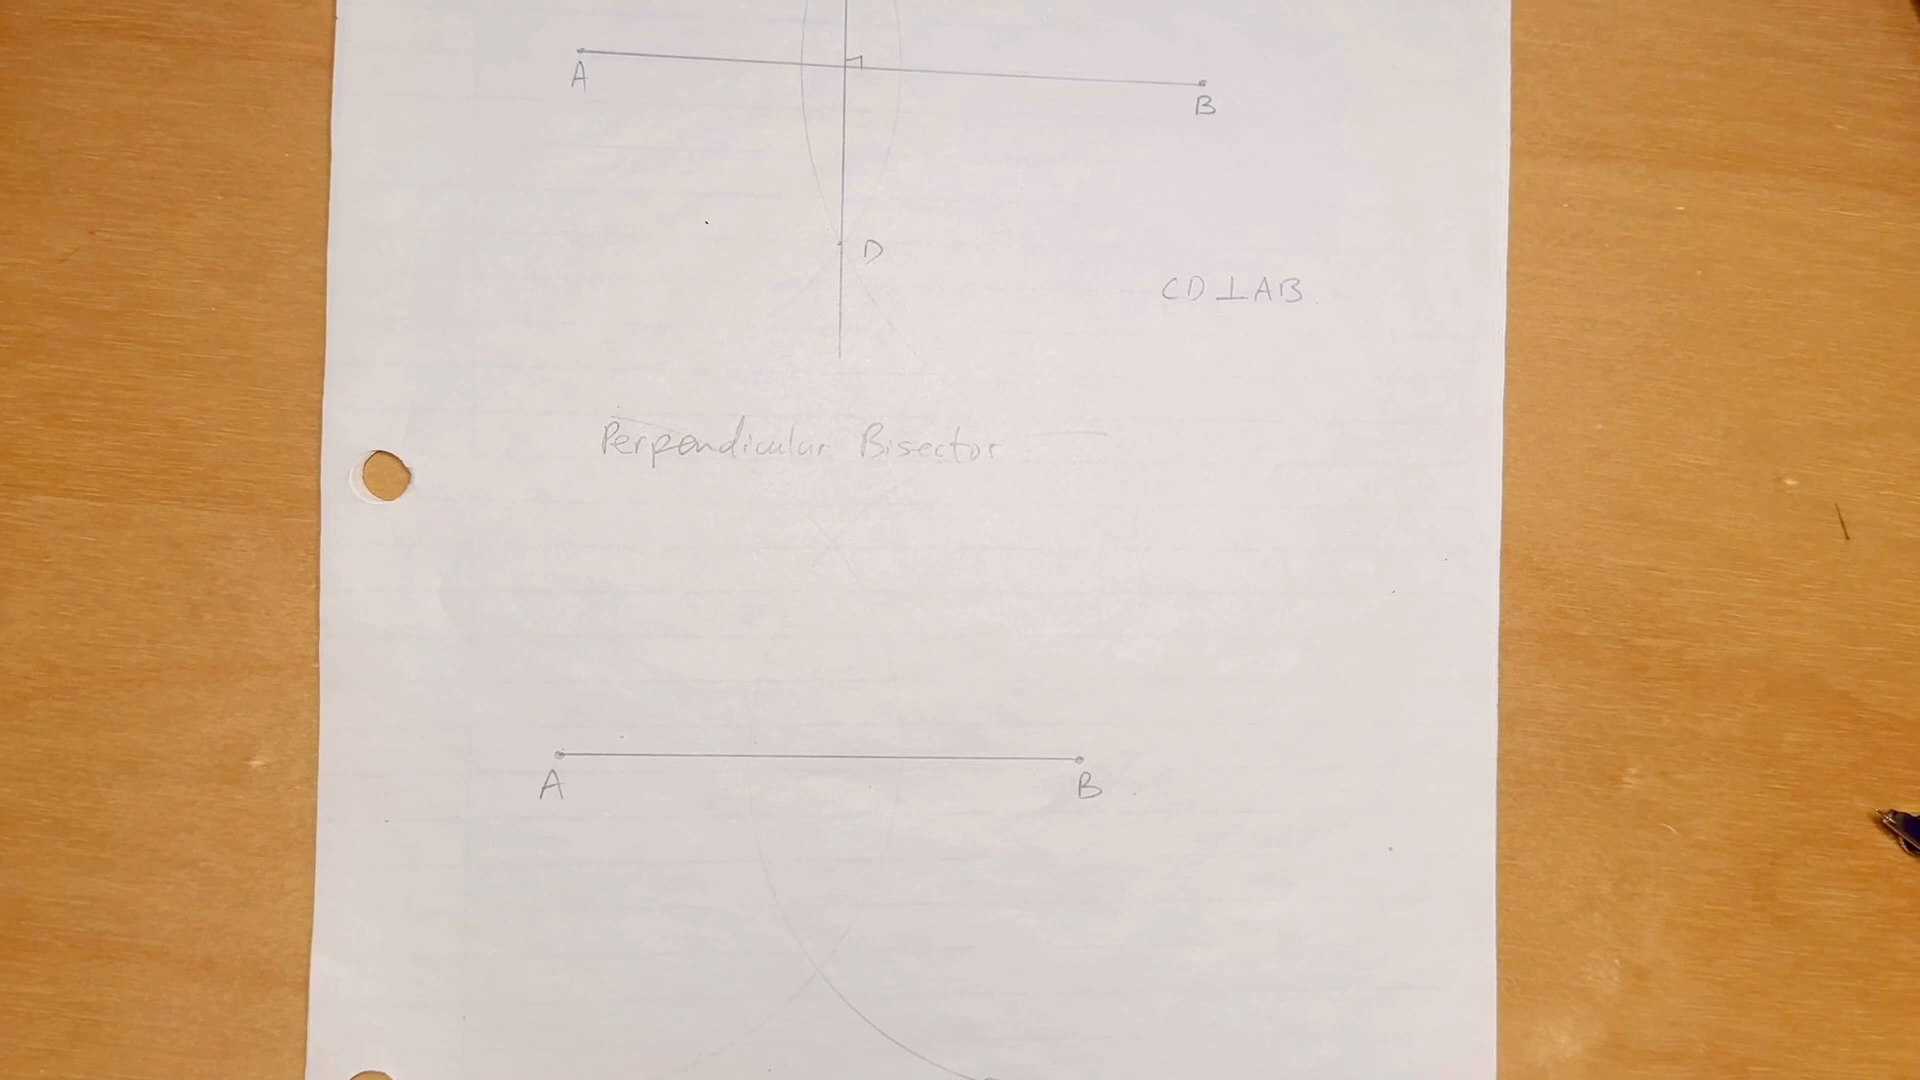 A
B
D
CD ⊥ AB
Perpendicular Bisector
A
B